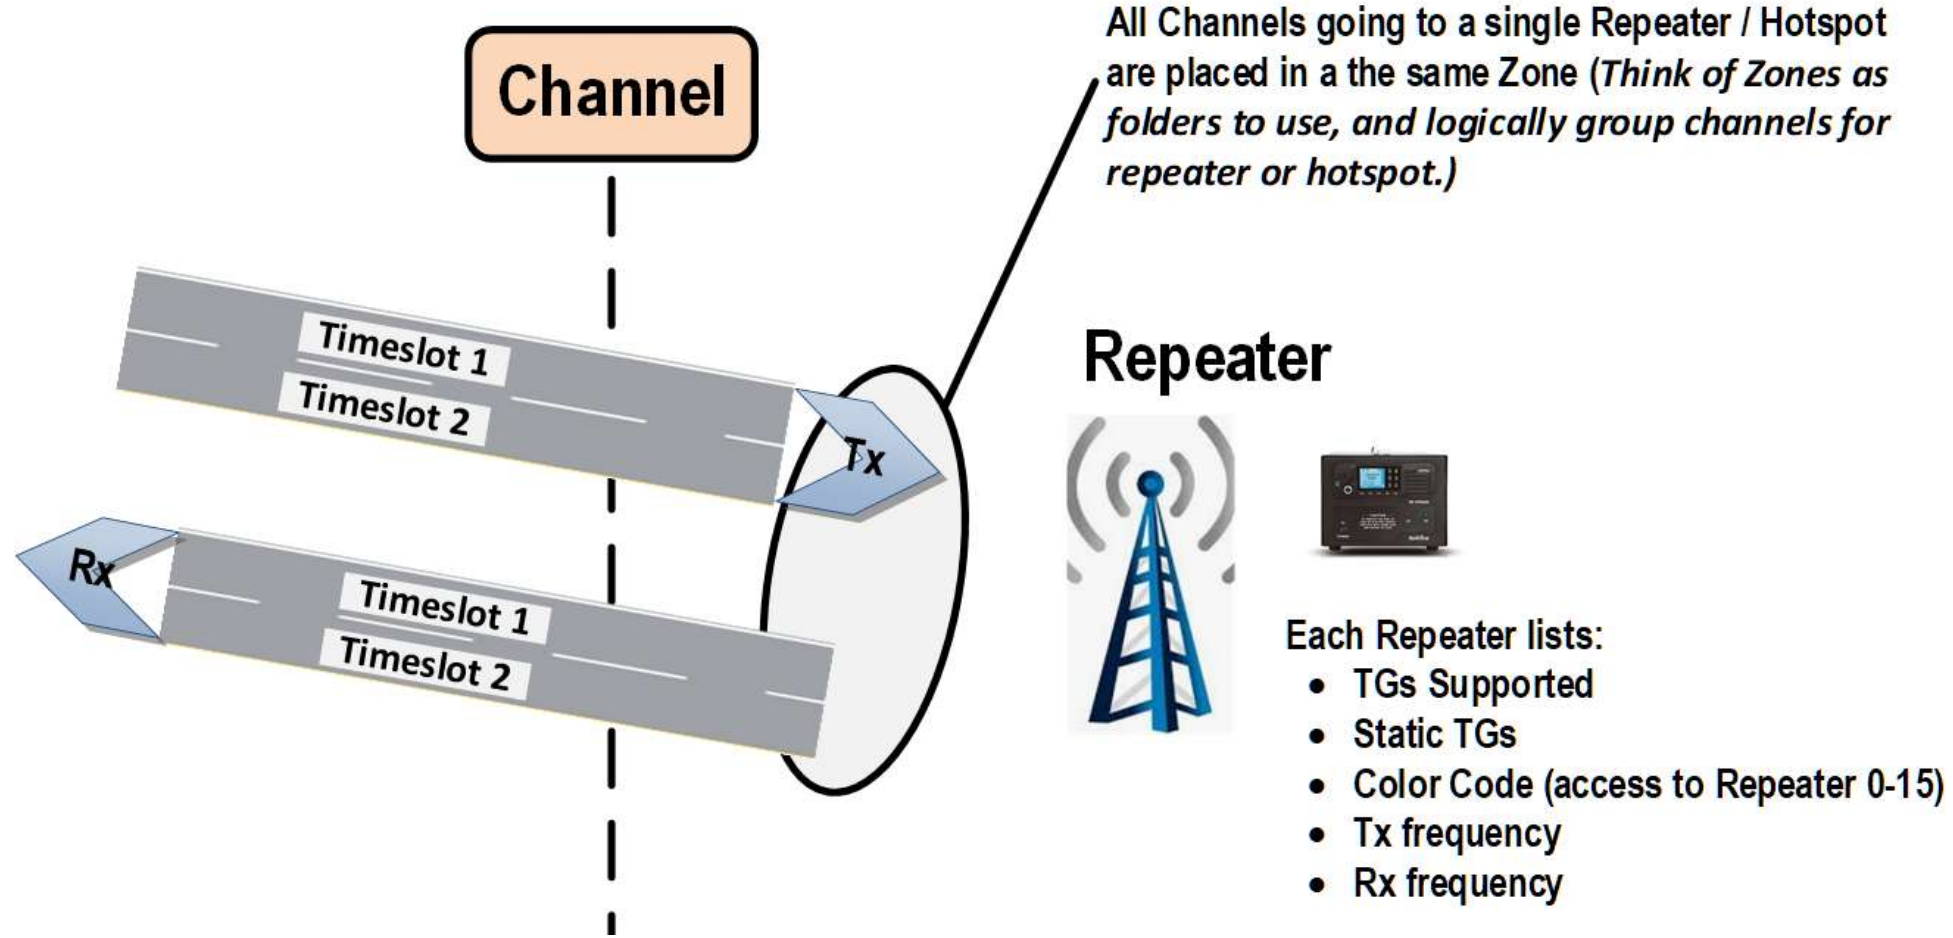 Channel
All Channels going to a single Repeater / Hotspot
are placed in a the same Zone (Think of Zones as
folders to use, and logically group channels for
repeater or hotspot.)
Timeslot 1
Timeslot 2
Tx
Rx
Timeslot 1
Timeslot 2
Repeater
Each Repeater lists:
• TGs Supported
• Static TGs
• Color Code (access to Repeater 0-15)
• Tx frequency
• Rx frequency